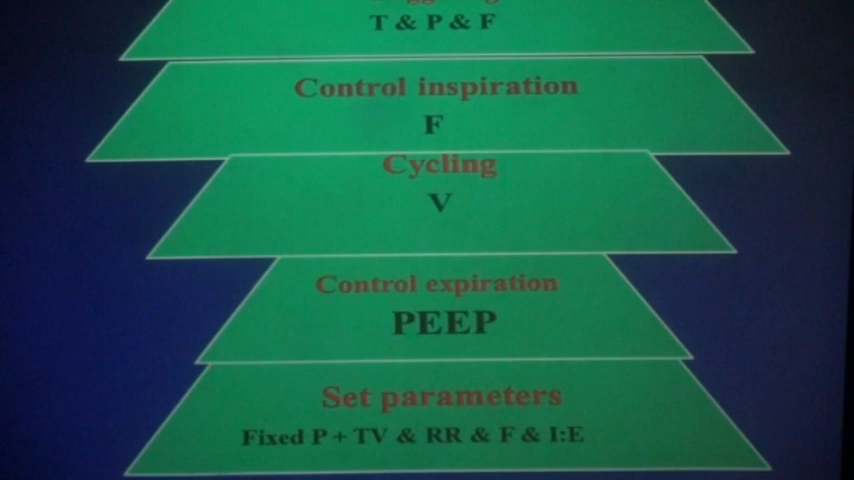 T & P & F
Control inspiration
F
Cycling
V
Control expiration
PEEP
Set parameters
Fixed P + TV & RR & F & I:E